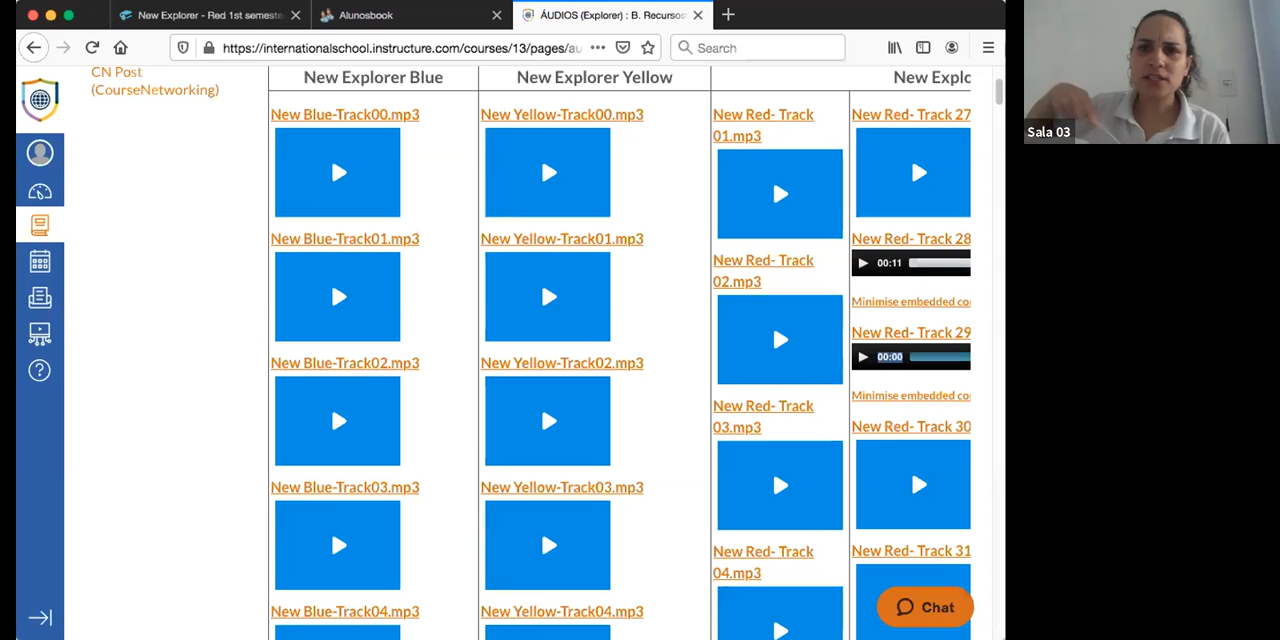 New Explorer - Red 1st semeste
Alunosbook
ÁUDIOS (Explorer) : B. Recursos
https://internationalschool.instructure.com/courses/13/pages/au
Search
CN Post
(CourseNetworking)
New Explorer Blue
New Explorer Yellow
New Explo
New Blue-Track00.mp3
New Yellow-Track00.mp3
New Red- Track
01.mp3
New Red- Track 27
New Blue-Track01.mp3
New Yellow-Track01.mp3
New Red- Track
02.mp3
New Red- Track 28
00:11
Minimise embedded co
New Blue-Track02.mp3
New Yellow-Track02.mp3
New Red- Track
03.mp3
New Red- Track 29
00:00
Minimise embedded co
New Red- Track 30
New Blue-Track03.mp3
New Yellow-Track03.mp3
New Red- Track
04.mp3
New Red- Track 31
New Blue-Track04.mp3
New Yellow-Track04.mp3
Chat
Sala 03